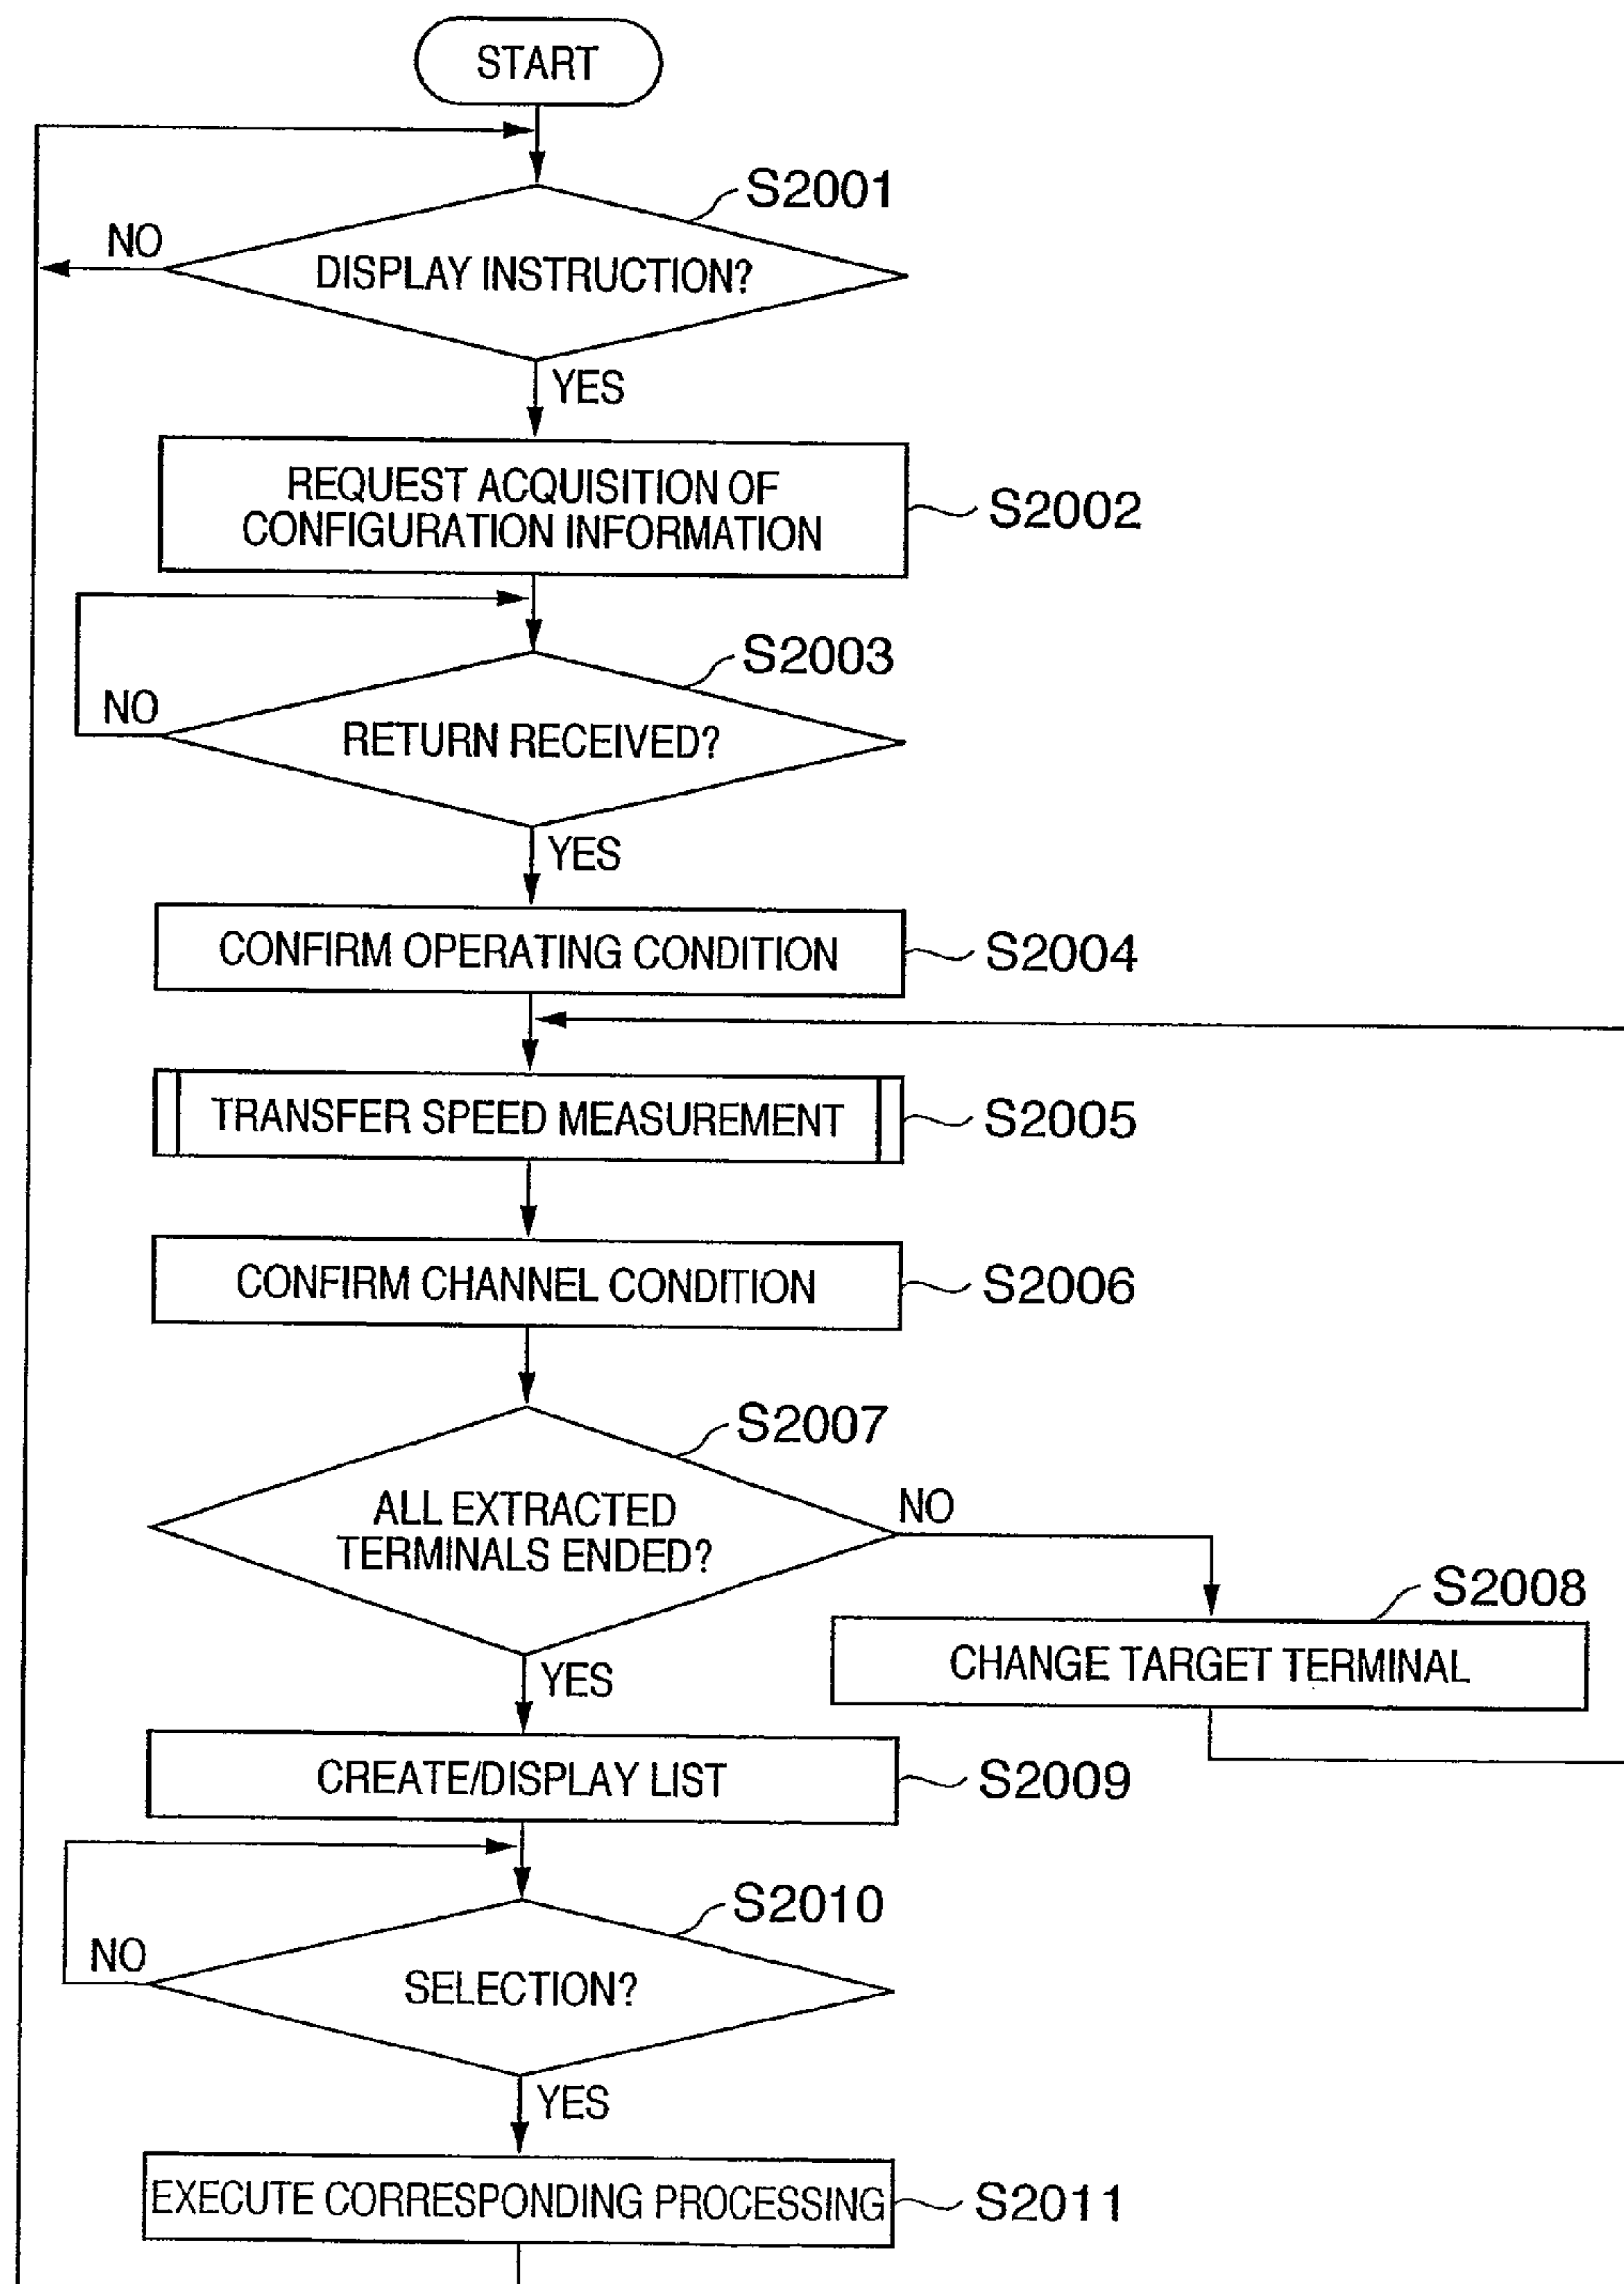 START
S2001
NO
DISPLAY INSTRUCTION?
YES
REQUEST ACQUISITION OF
CONFIGURATION INFORMATION
S2002
S2003
NO
RETURN RECEIVED?
YES
CONFIRM OPERATING CONDITION
S2004
TRANSFER SPEED MEASUREMENT
S2005
CONFIRM CHANNEL CONDITION
S2006
S2007
ALL EXTRACTED
TERMINALS ENDED?
NO
S2008
CHANGE TARGET TERMINAL
YES
CREATE/DISPLAY LIST
S2009
S2010
NO
SELECTION?
YES
EXECUTE CORRESPONDING PROCESSING
S2011